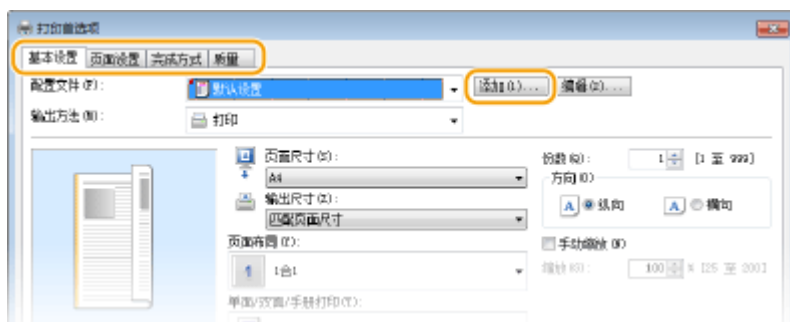 打印首选项
基本设置 页面设置 完成方式 质量
配置文件(F): 默认设置 添加(1)... 编辑(2)...
输出方法(M): 打印
页面尺寸(S): 份数(Q): 1 [1 至 999]
A4 方向(O)
输出尺寸(Z): A 纵向 A 横向
匹配页面尺寸
页面布局(Y): 手动缩放(N)
1 1合1 缩放(G): 100 % [25 至 200]
单面/双面/手册打印(T):